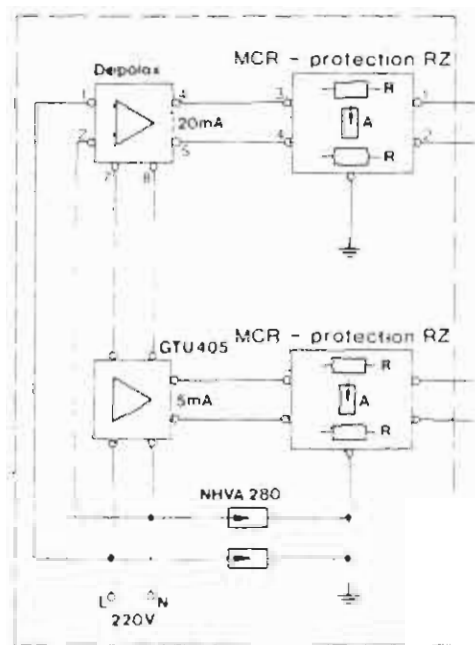 MCR - protection RZ
Depolax
1
4
3
R
1
20mA
A
2
5
4
R
2
7
8
MCR - protection RZ
GTU405
R
5mA
A
R
NHVA 280
L
N
220V